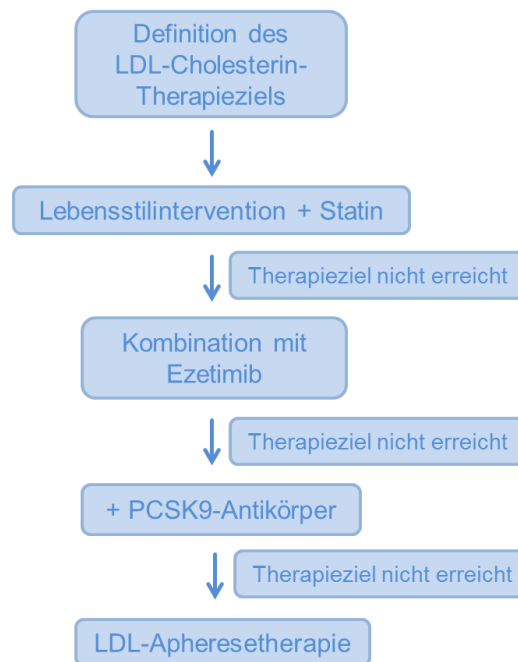 Definition des
LDL-Cholesterin-
Therapieziels
Lebensstilintervention + Statin
Therapieziel nicht erreicht
Kombination mit
Ezetimib
Therapieziel nicht erreicht
+ PCSK9-Antikörper
Therapieziel nicht erreicht
LDL-Apheresetherapie